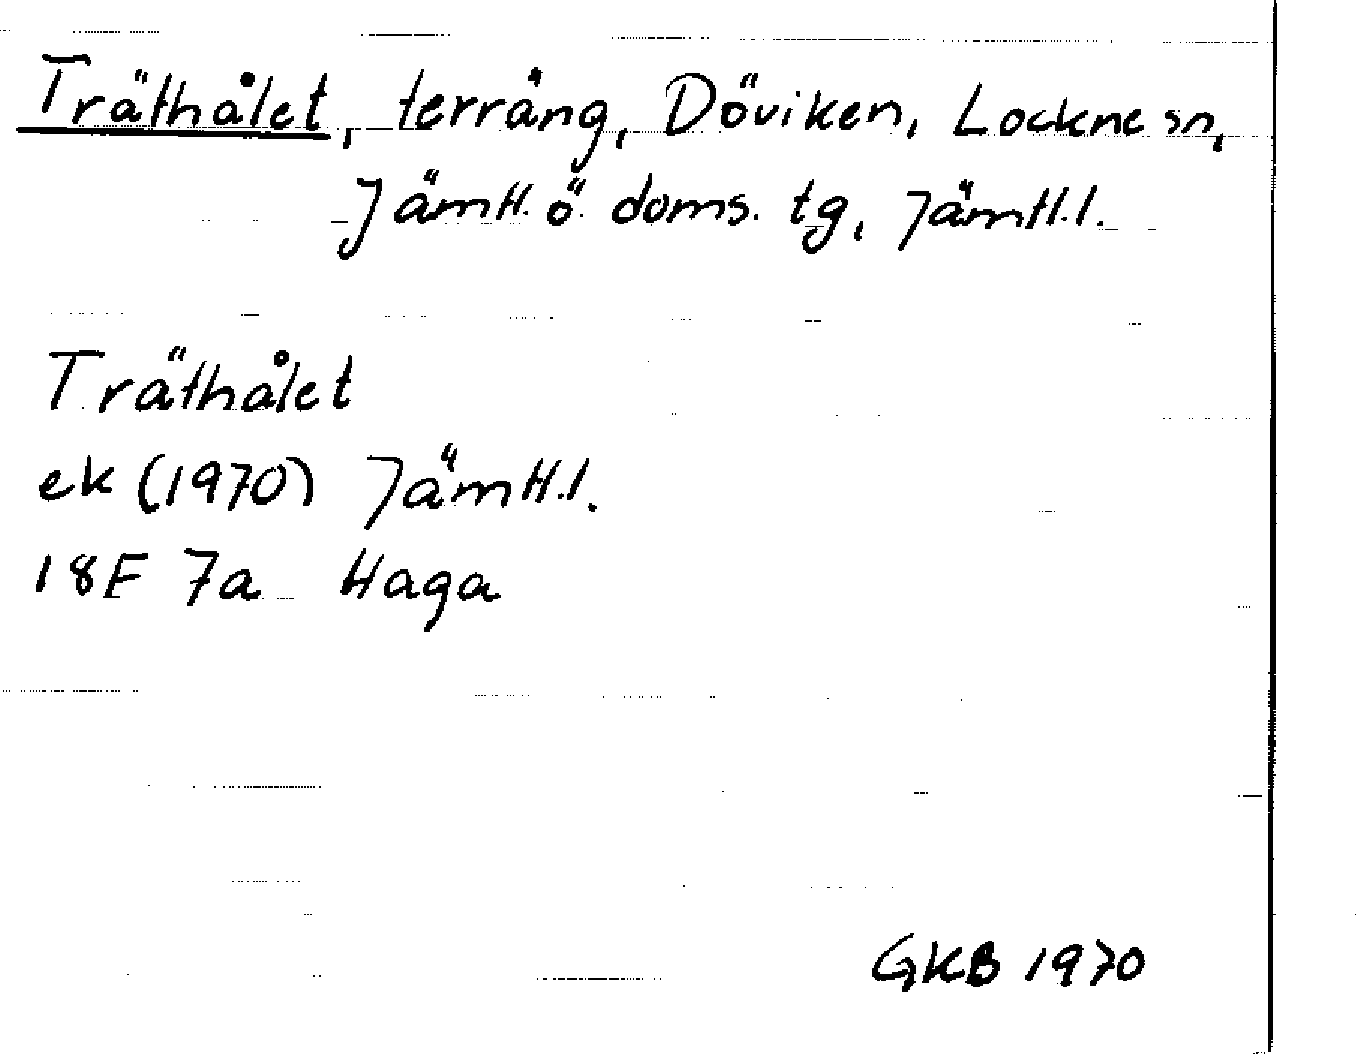 Träthålet, terräng, Döviken, Lockne sn,
Jämtl. ö. doms. tg, Jämtl. l.
Träthålet
ek (1970) Jämtl. l.
18F 7a Haga
GKB 1970